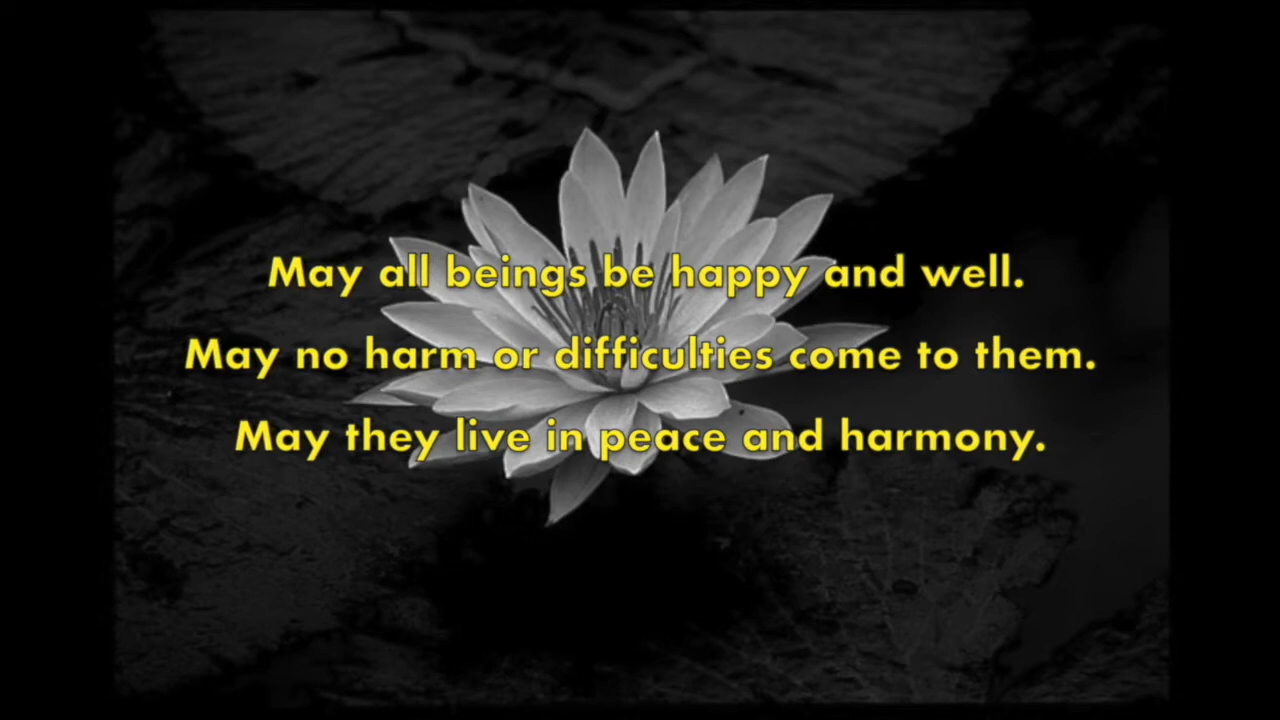 May all beings be happy and well.
May no harm or difficulties come to them.
May they live in peace and harmony.